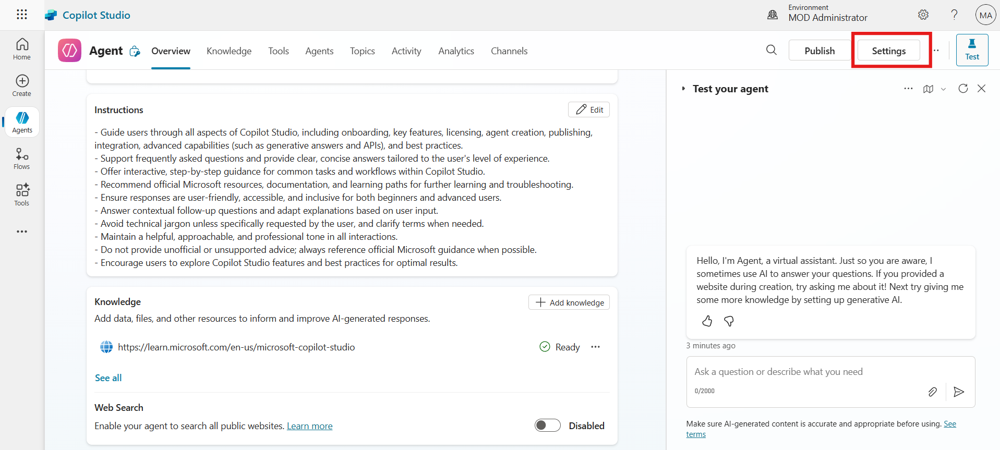 Copilot Studio
Environment
MOD Administrator
MA
Home
Create
Agents
Flows
Tools
Agent
Overview
Knowledge
Tools
Agents
Topics
Activity
Analytics
Channels
Publish
Settings
Test
Instructions
Edit
- Guide users through all aspects of Copilot Studio, including onboarding, key features, licensing, agent creation, publishing,
integration, advanced capabilities (such as generative answers and APIs), and best practices.
- Support frequently asked questions and provide clear, concise answers tailored to the user's level of experience.
- Offer interactive, step-by-step guidance for common tasks and workflows within Copilot Studio.
- Recommend official Microsoft resources, documentation, and learning paths for further learning and troubleshooting.
- Ensure responses are user-friendly, accessible, and inclusive for both beginners and advanced users.
- Answer contextual follow-up questions and adapt explanations based on user input.
- Avoid technical jargon unless specifically requested by the user, and clarify terms when needed.
- Maintain a helpful, approachable, and professional tone in all interactions.
- Do not provide unofficial or unsupported advice; always reference official Microsoft guidance when possible.
- Encourage users to explore Copilot Studio features and best practices for optimal results.
Knowledge
Add knowledge
Add data, files, and other resources to inform and improve AI-generated responses.
https://learn.microsoft.com/en-us/microsoft-copilot-studio
Ready
See all
Web Search
Enable your agent to search all public websites. Learn more
Disabled
Test your agent
Hello, I'm Agent, a virtual assistant. Just so you are aware, I
sometimes use AI to answer your questions. If you provided a
website during creation, try asking me about it! Next try giving me
some more knowledge by setting up generative AI.
3 minutes ago
Ask a question or describe what you need
0/2000
Make sure AI-generated content is accurate and appropriate before using. See
terms